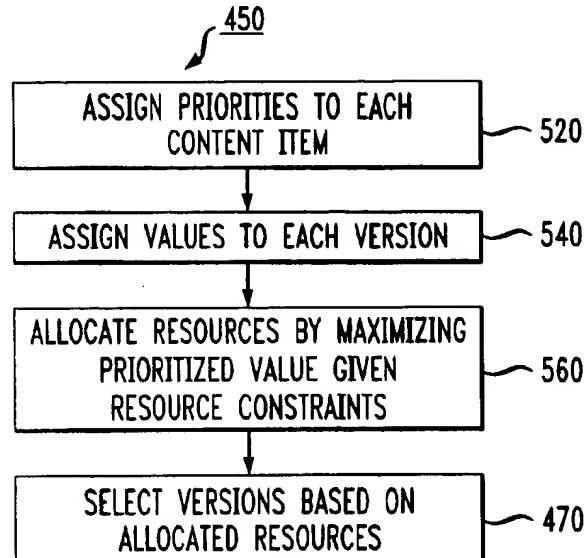 450
ASSIGN PRIORITIES TO EACH
CONTENT ITEM
520
ASSIGN VALUES TO EACH VERSION
540
ALLOCATE RESOURCES BY MAXIMIZING
PRIORITIZED VALUE GIVEN
RESOURCE CONSTRAINTS
560
SELECT VERSIONS BASED ON
ALLOCATED RESOURCES
470